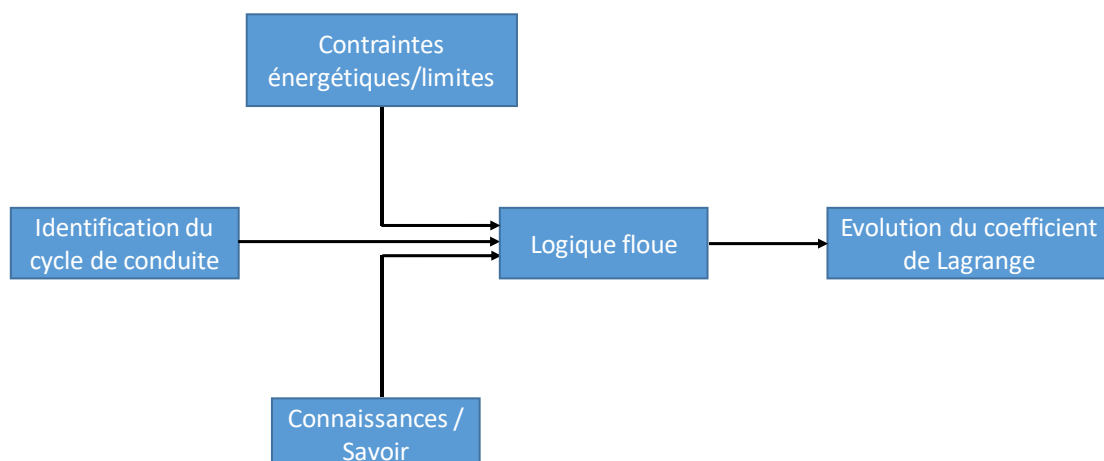 Contraintes
énergétiques/limites
Identification du
cycle de conduite
Logique floue
Evolution du coefficient
de Lagrange
Connaissances /
Savoir